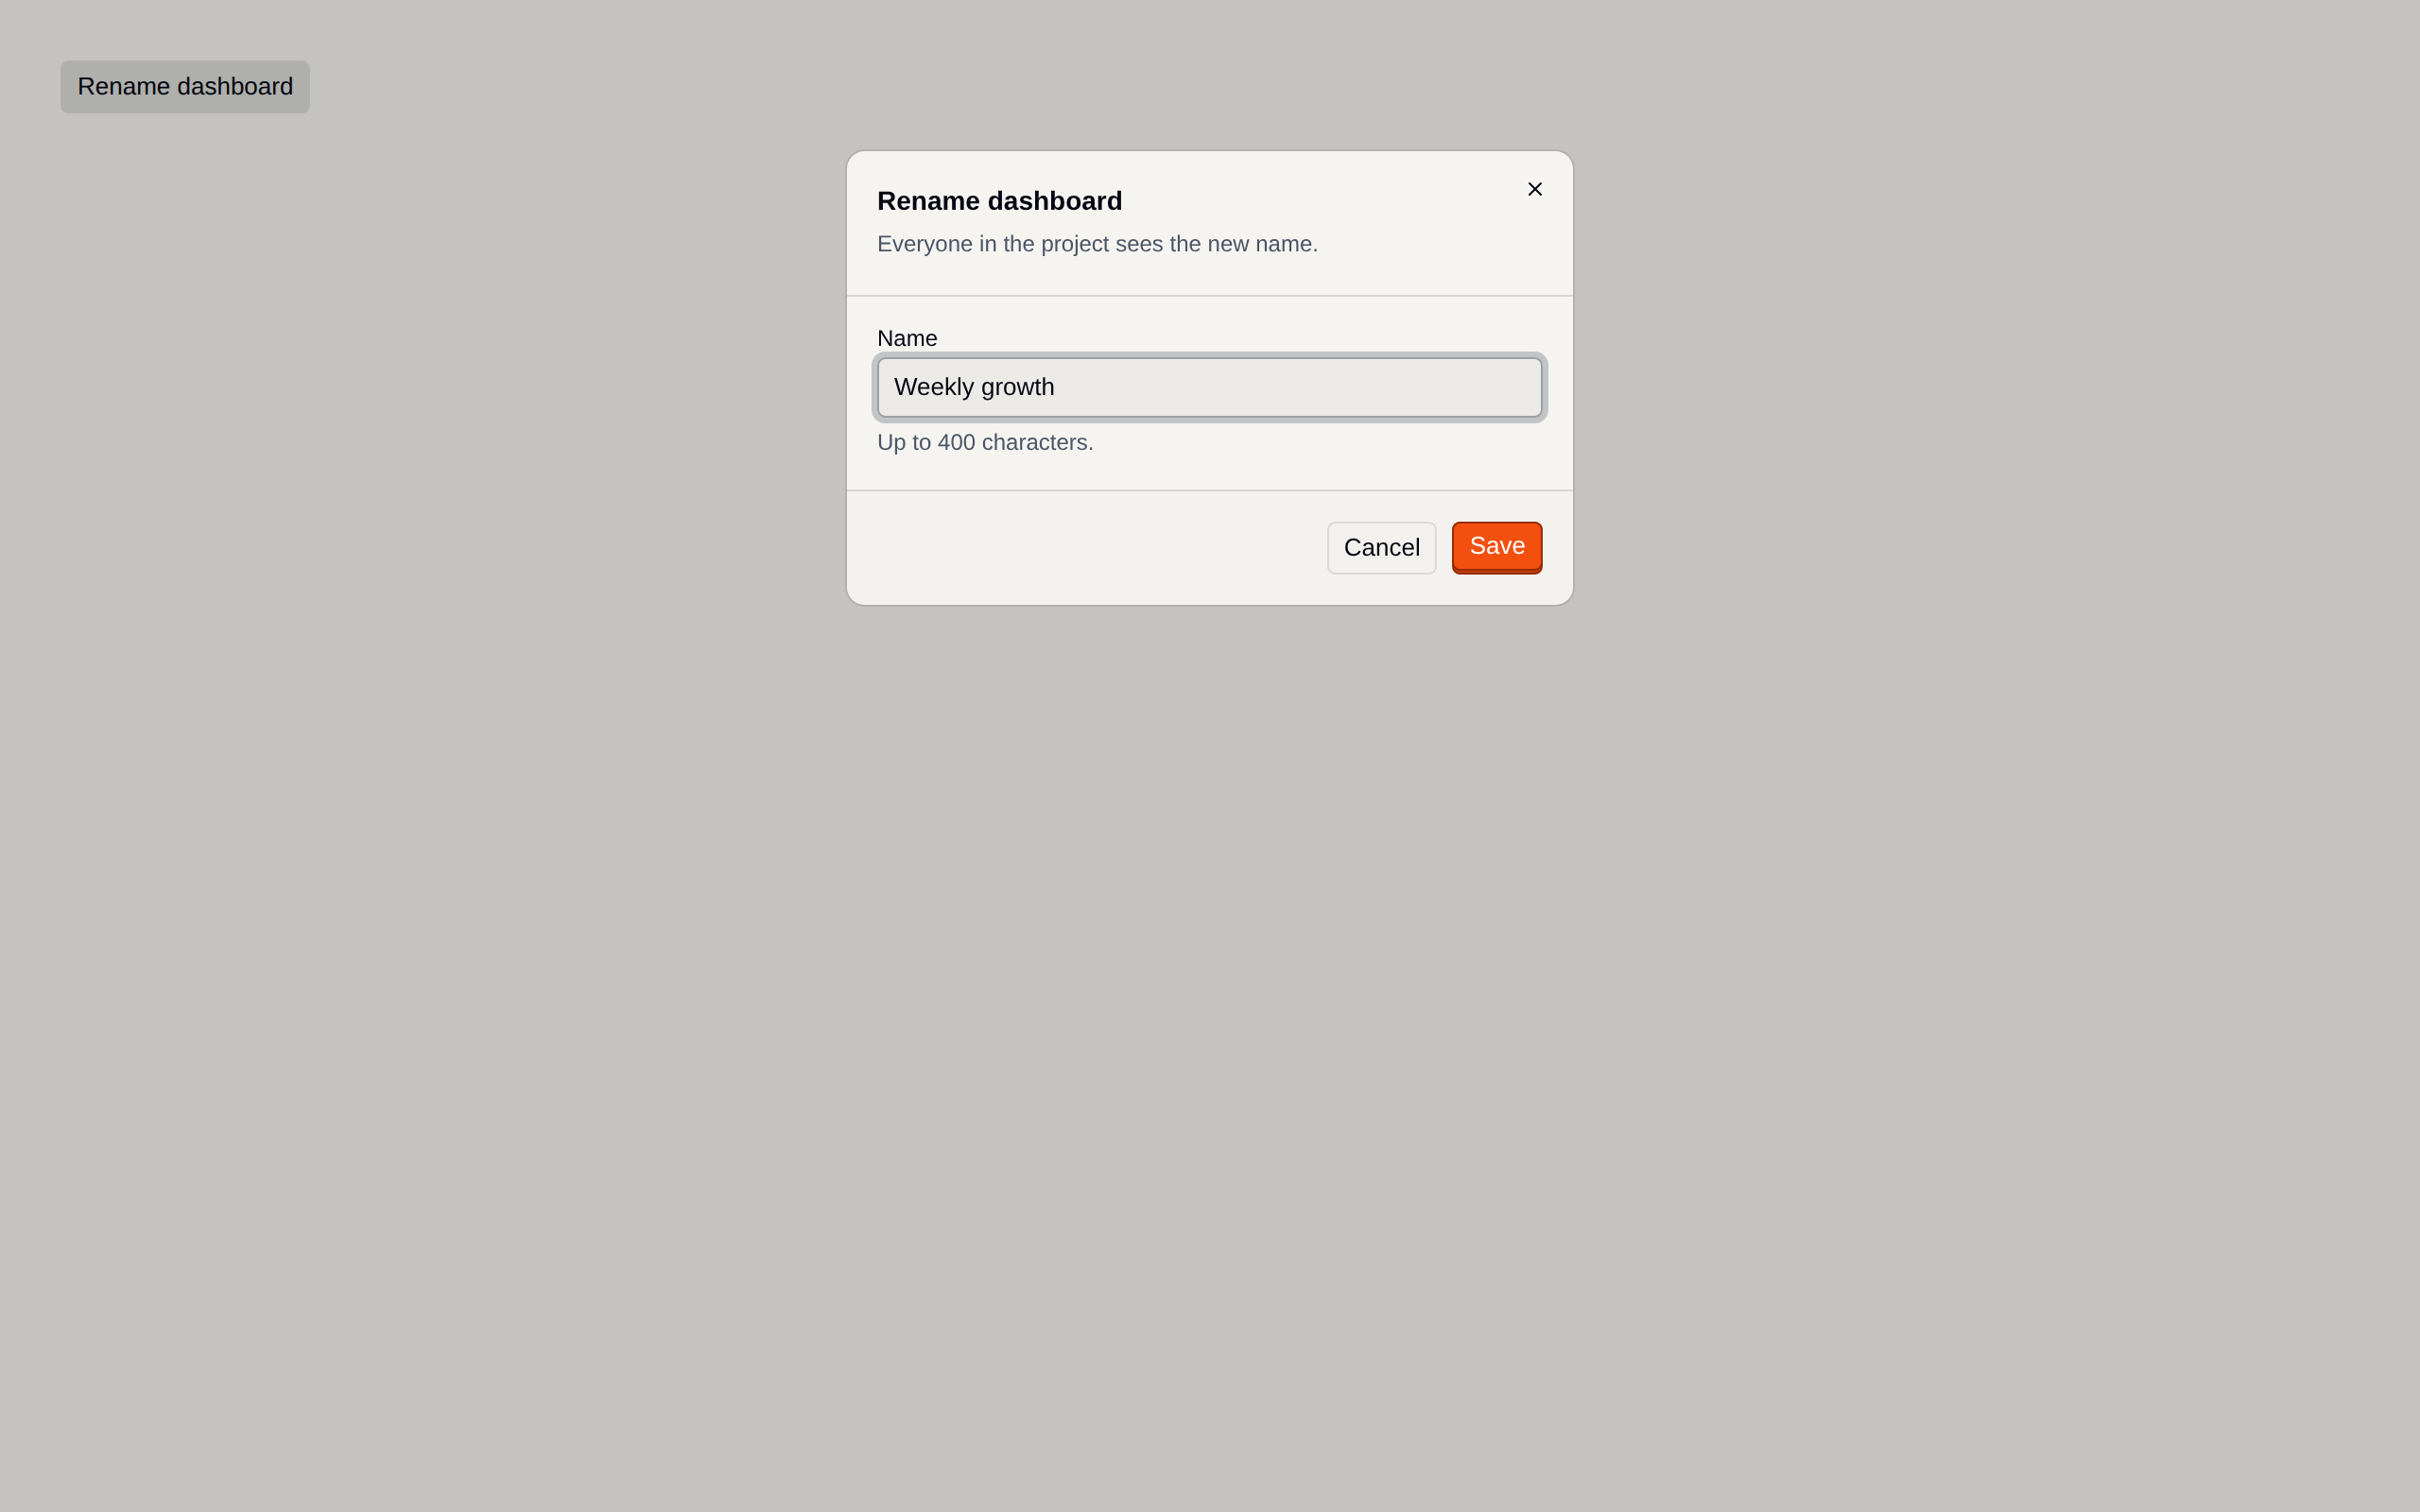 Rename dashboard
Rename dashboard
Everyone in the project sees the new name.
Name
Weekly growth
Up to 400 characters.
Cancel
Save